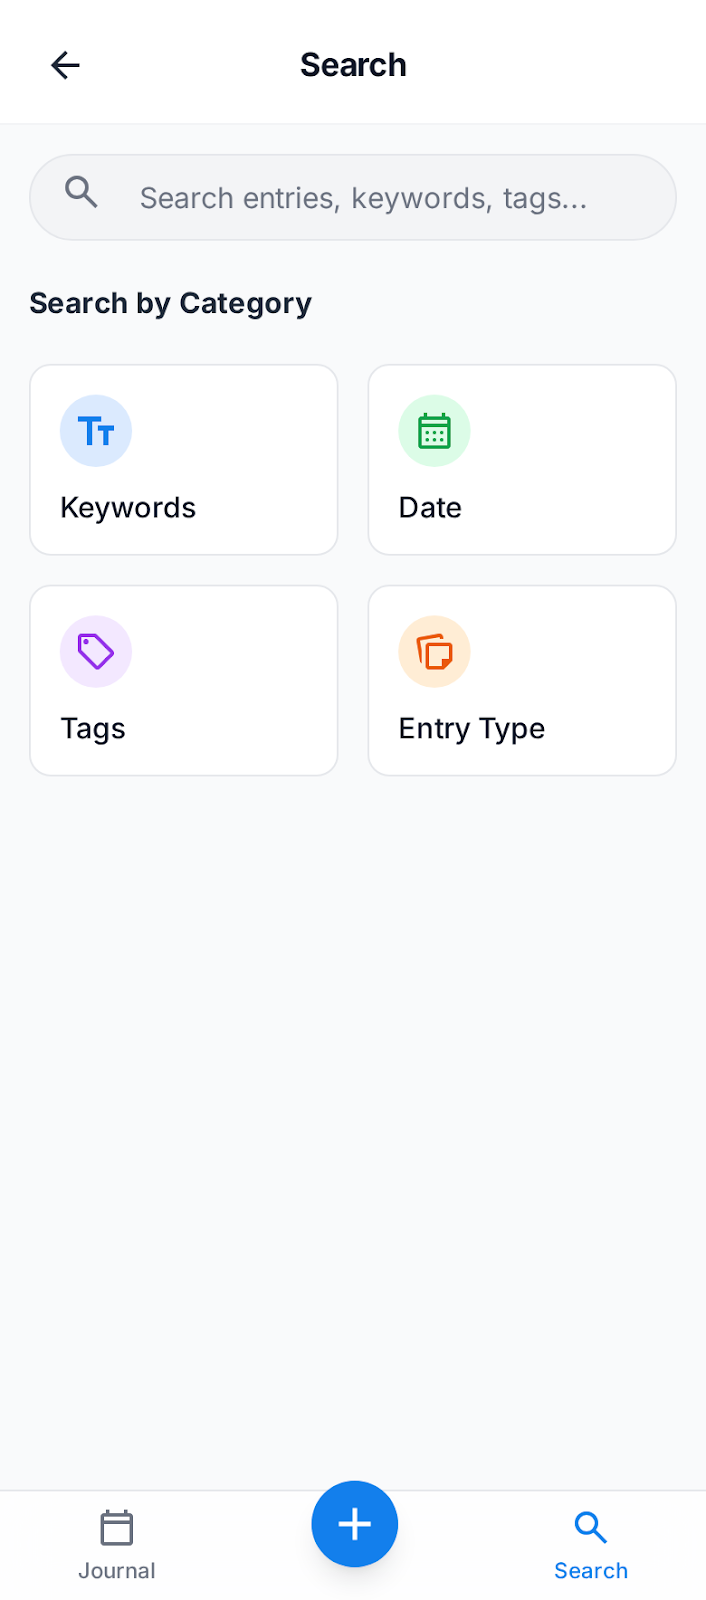 Search
Search entries, keywords, tags...
Search by Category
Keywords
Date
Tags
Entry Type
Journal
Search